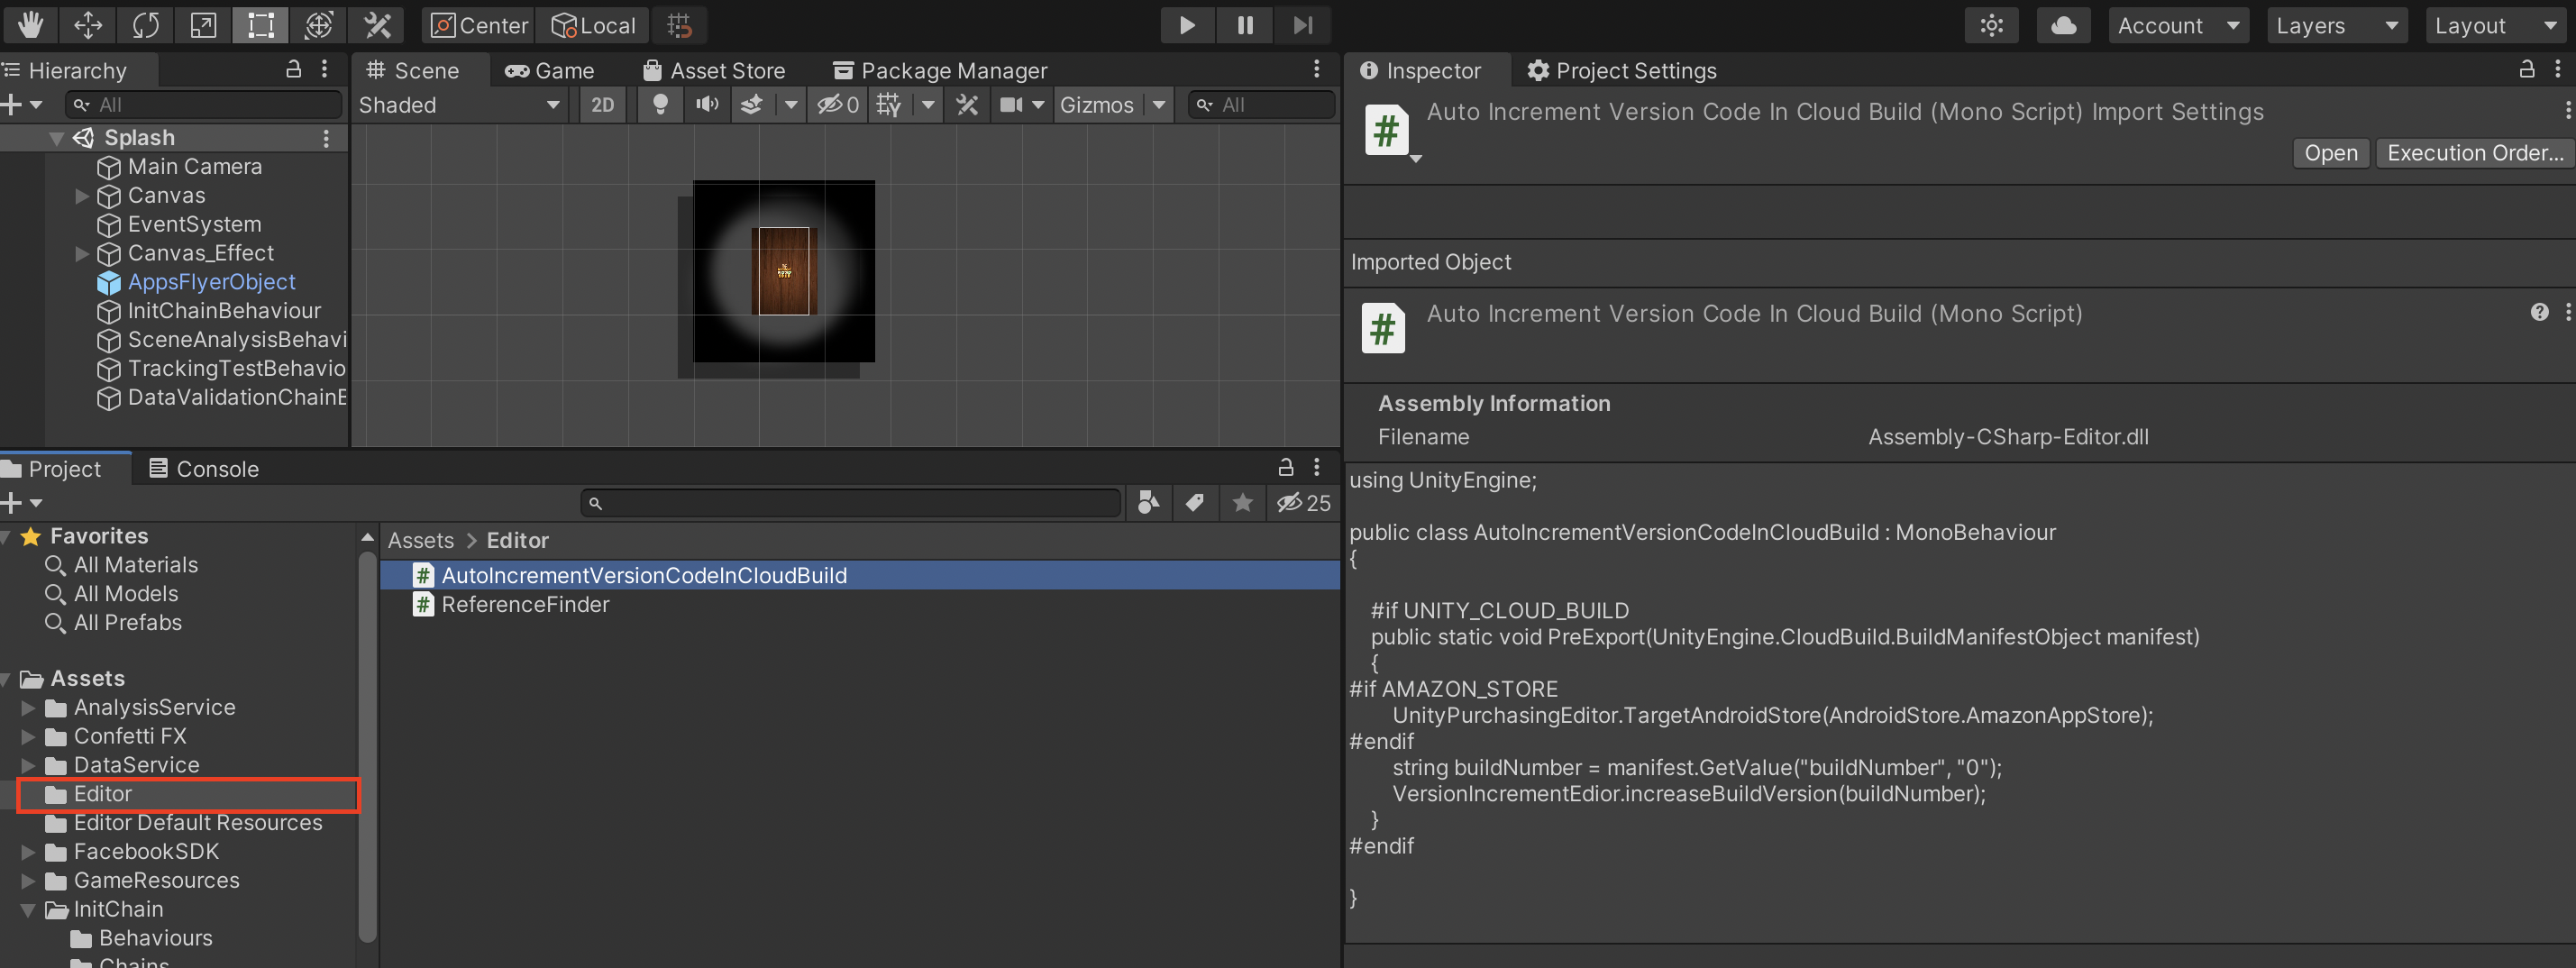 Center
Local
Account
Layers
Layout
Hierarchy
All
Splash
Main Camera
Canvas
EventSystem
Canvas_Effect
AppsFlyerObject
InitChainBehaviour
SceneAnalysisBehavi
TrackingTestBehavio
DataValidationChainE
Scene
Game
Asset Store
Package Manager
Shaded
2D
0
Gizmos
All
Inspector
Project Settings
Auto Increment Version Code In Cloud Build (Mono Script) Import Settings
Open
Execution Order...
Imported Object
Auto Increment Version Code In Cloud Build (Mono Script)
Assembly Information
Filename
Assembly-CSharp-Editor.dll
using UnityEngine;
public class AutoIncrementVersionCodeInCloudBuild : MonoBehaviour
{
#if UNITY_CLOUD_BUILD
public static void PreExport(UnityEngine.CloudBuild.BuildManifestObject manifest)
{
#if AMAZON_STORE
UnityPurchasingEditor.TargetAndroidStore(AndroidStore.AmazonAppStore);
#endif
string buildNumber = manifest.GetValue("buildNumber", "0");
VersionIncrementEdior.increaseBuildVersion(buildNumber);
}
#endif
}
Project
Console
25
Favorites
All Materials
All Models
All Prefabs
Assets
AnalysisService
Confetti FX
DataService
Editor
Editor Default Resources
FacebookSDK
GameResources
InitChain
Behaviours
Chains
Assets > Editor
AutoIncrementVersionCodeInCloudBuild
ReferenceFinder